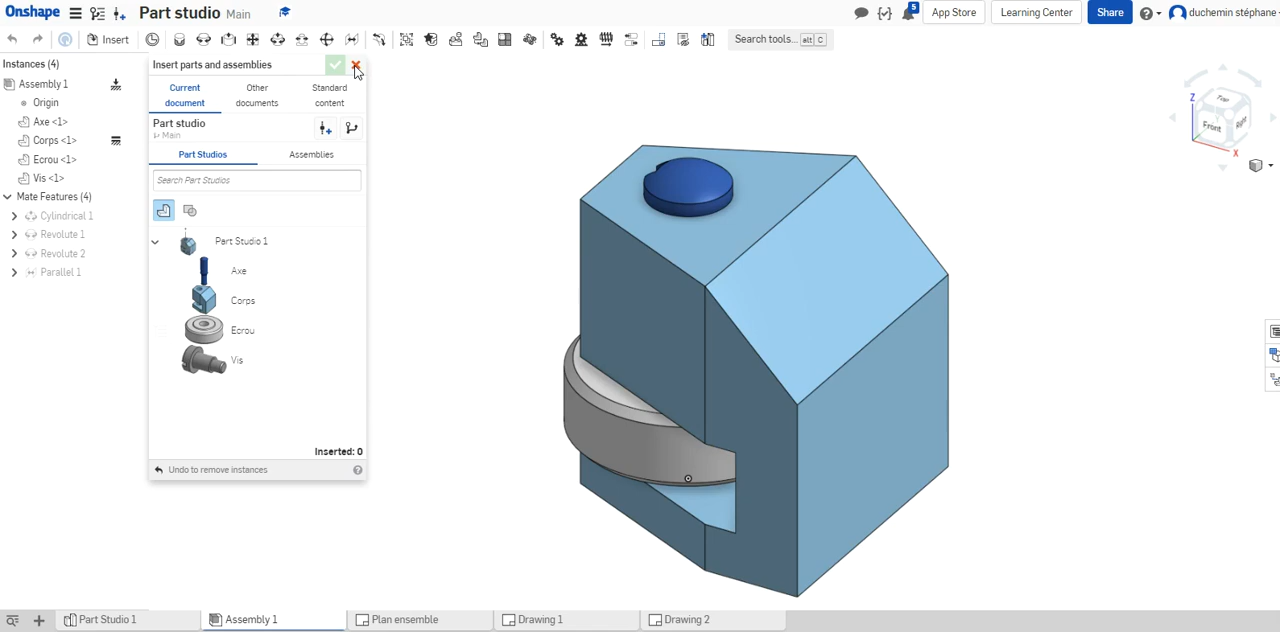 Onshape
Part studio Main
5
App Store
Learning Center
Share
duchemin stéphane
Insert
Search tools... alt C
Instances (4)
Assembly 1
Origin
Axe <1>
Corps <1>
Ecrou <1>
Vis <1>
Mate Features (4)
Cylindrical 1
Revolute 1
Revolute 2
Parallel 1
Insert parts and assemblies
Current document
Other documents
Standard content
Part studio
Main
Part Studios
Assemblies
Search Part Studios
Part Studio 1
Axe
Corps
Ecrou
Vis
Inserted: 0
Undo to remove instances
Z
Top
Front
Right
X
Part Studio 1
Assembly 1
Plan ensemble
Drawing 1
Drawing 2